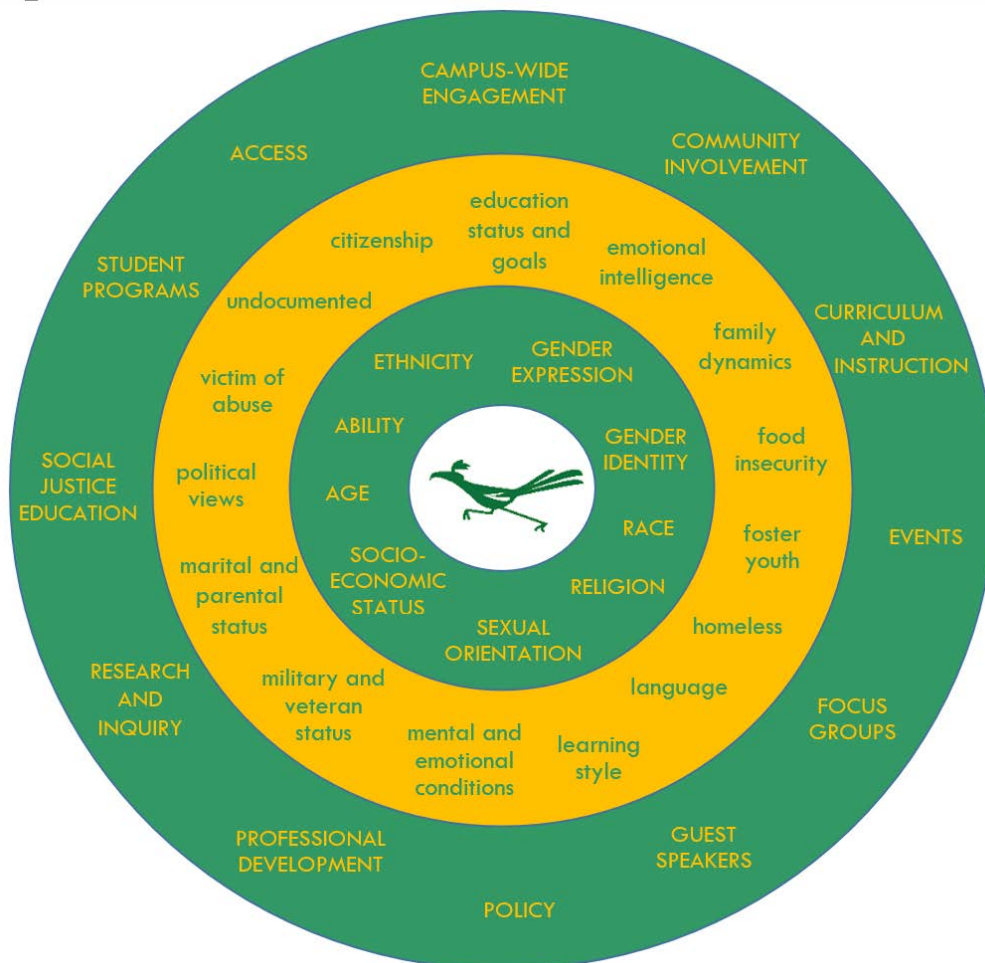 CAMPUS-WIDE
ENGAGEMENT
COMMUNITY
INVOLVEMENT
CURRICULUM
AND
INSTRUCTION
EVENTS
FOCUS
GROUPS
GUEST
SPEAKERS
POLICY
PROFESSIONAL
DEVELOPMENT
RESEARCH
AND
INQUIRY
SOCIAL
JUSTICE
EDUCATION
STUDENT
PROGRAMS
ACCESS
education
status and
goals
emotional
intelligence
family
dynamics
food
insecurity
foster
youth
homeless
language
learning
style
mental and
emotional
conditions
military and
veteran
status
marital and
parental
status
political
views
victim of
abuse
undocumented
citizenship
ETHNICITY
GENDER
EXPRESSION
GENDER
IDENTITY
RACE
RELIGION
SEXUAL
ORIENTATION
SOCIO-
ECONOMIC
STATUS
AGE
ABILITY